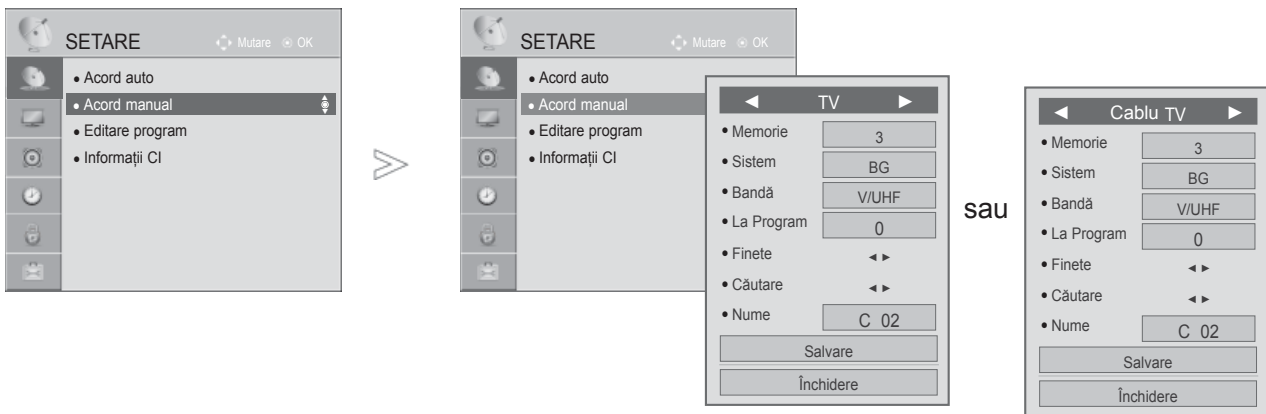 SETARE
Mutare OK
• Acord auto
• Acord manual
• Editare program
• Informații CI
SETARE
Mutare OK
• Acord auto
• Acord manual
• Editare program
• Informații CI
◄ TV ►
• Memorie 3
• Sistem BG
• Bandă V/UHF
• La Program 0
• Finete ◄ ►
• Căutare ◄ ►
• Nume C 02
Salvare
Închidere
sau
◄ Cablu TV ►
• Memorie 3
• Sistem BG
• Bandă V/UHF
• La Program 0
• Finete ◄ ►
• Căutare ◄ ►
• Nume C 02
Salvare
Închidere